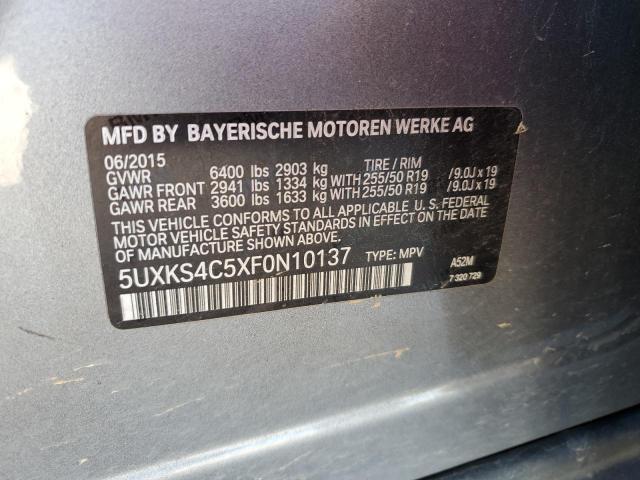 MFD BY BAYERISCHE MOTOREN WERKE AG
06/2015 TIRE / RIM
GVWR 6400 lbs 2903 kg
GAWR FRONT 2941 lbs 1334 kg WITH 255/50 R19 /9.0J x 19
GAWR REAR 3600 lbs 1633 kg WITH 255/50 R19 /9.0J x 19
THIS VEHICLE CONFORMS TO ALL APPLICABLE U.S. FEDERAL
MOTOR VEHICLE SAFETY STANDARDS IN EFFECT ON THE
DATE OF MANUFACTURE SHOWN ABOVE.
5UXKS4C5XF0N10137 TYPE: MPV A52M
7 320 729